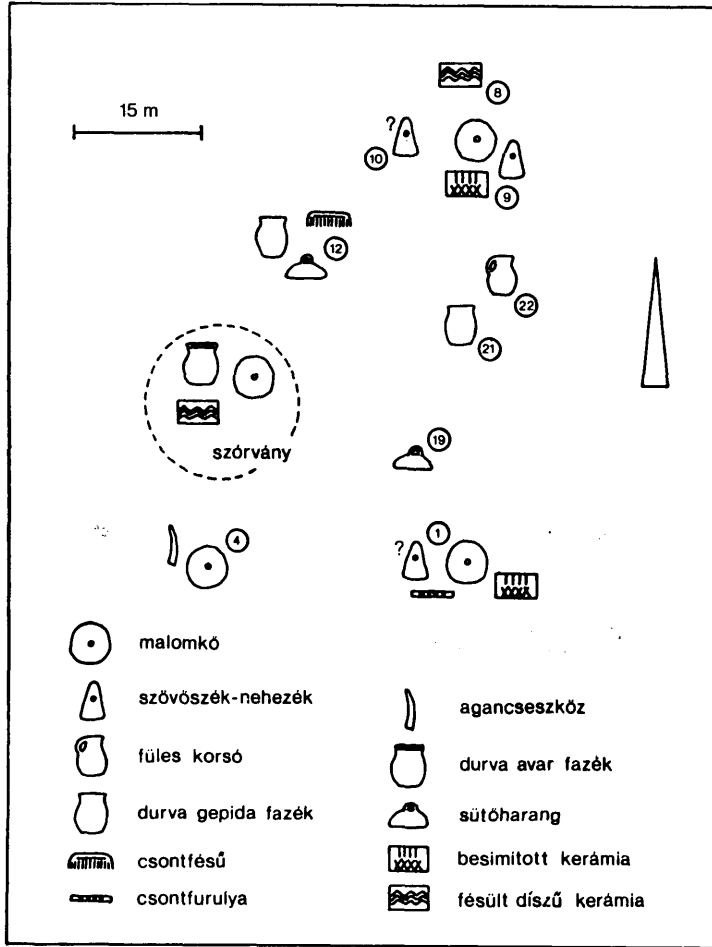 8
15 m
?
10
9
12
22
21
szórvány
19
4
?
1
malomkő
szövőszék-nehezék
füles korsó
durva gepida fazék
csontfésű
csontfurulya
agancseszköz
durva avar fazék
sütőharang
besimított kerámia
fésült díszű kerámia